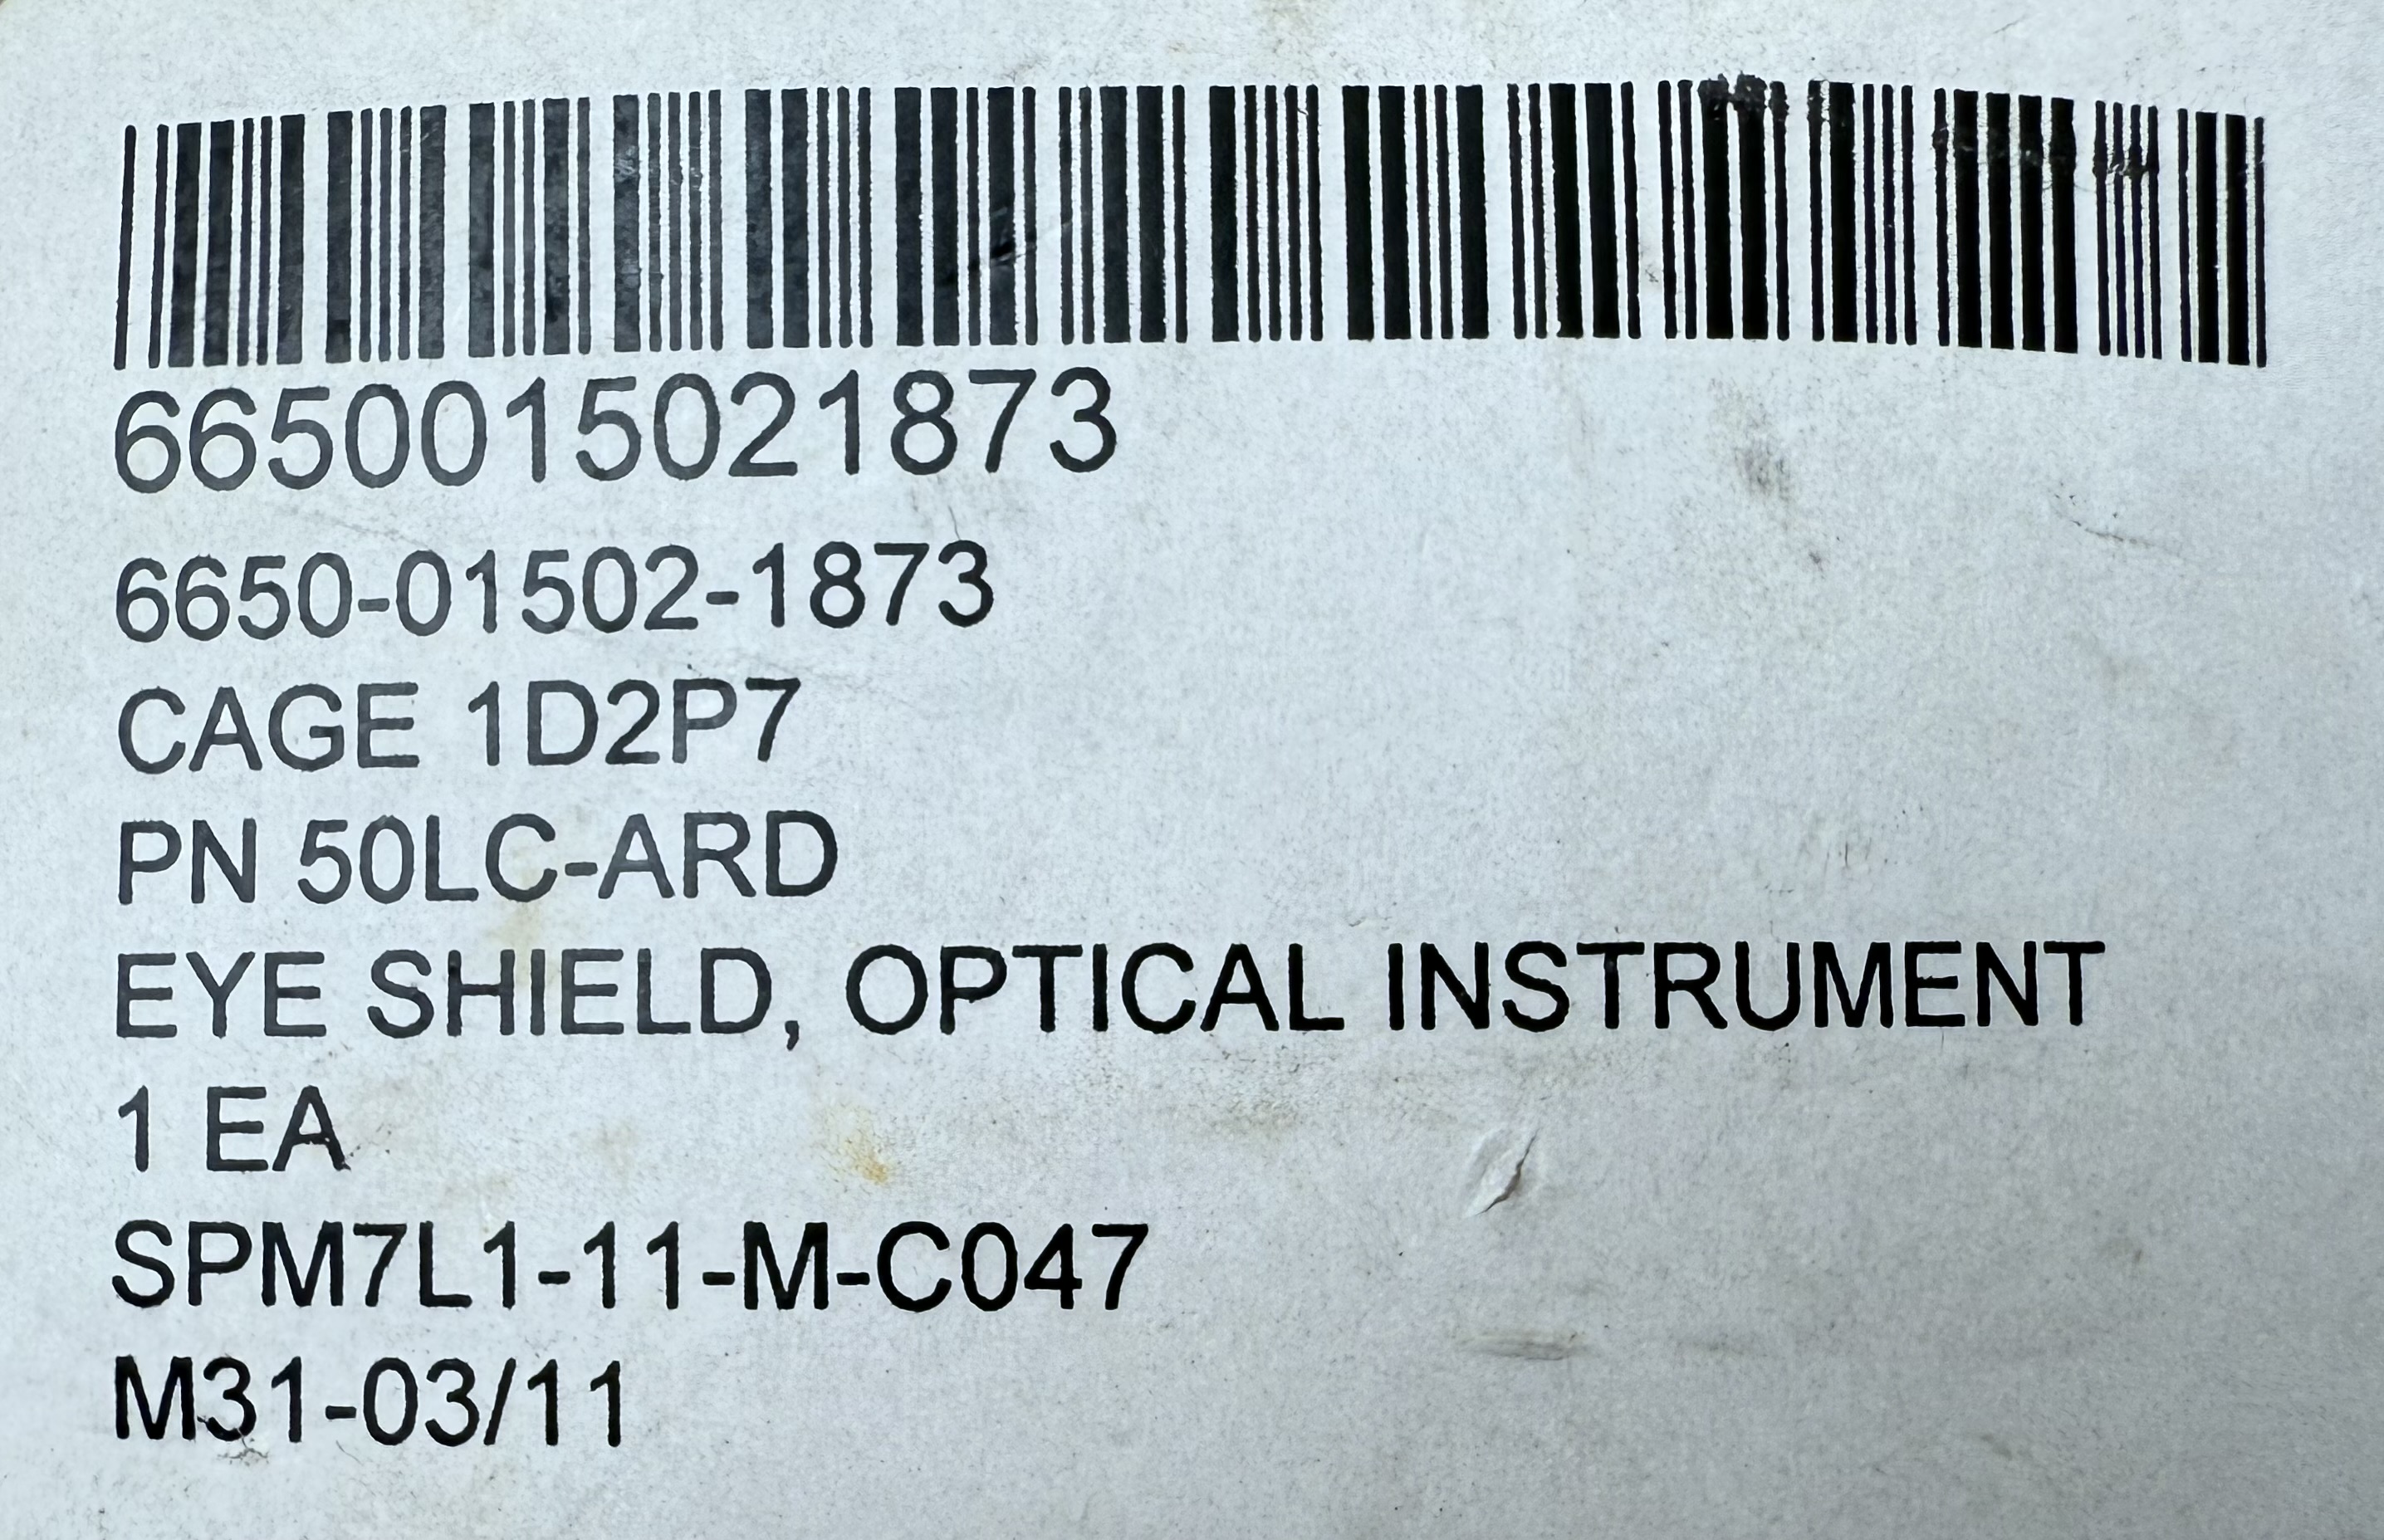 6650015021873
6650-01502-1873
CAGE 1D2P7
PN 50LC-ARD
EYE SHIELD, OPTICAL INSTRUMENT
1 EA
SPM7L1-11-M-C047
M31-03/11